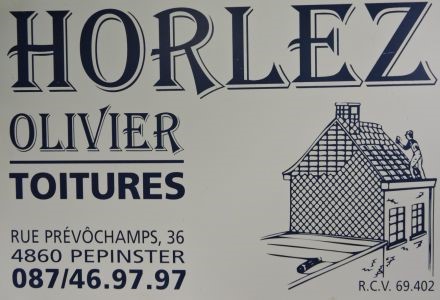 HORLEZ
OLIVIER
TOITURES
RUE PRÉVÔCHAMPS, 36
4860 PEPINSTER
087/46.97.97
R.C.V. 69.402